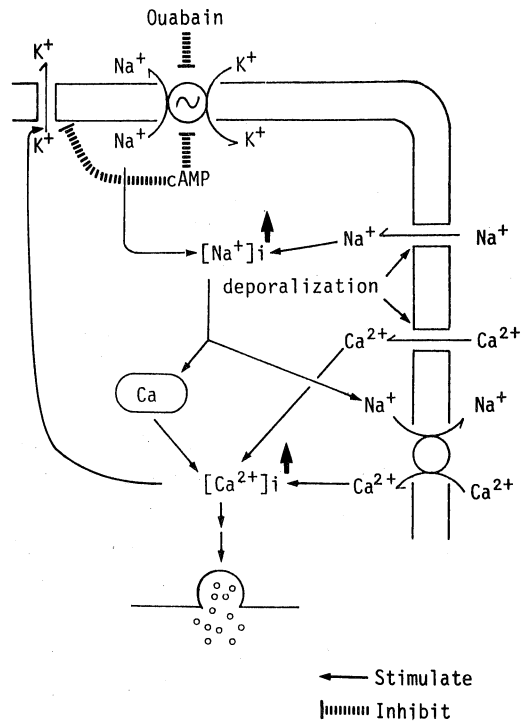 Ouabain
K+
Na+
K+
Na+
K+
K+
cAMP
[Na+]i
Na+
Na+
deporalization
Ca2+
Ca2+
Ca
Na+
Na+
[Ca2+]i
Ca2+
Ca2+
Stimulate
Inhibit